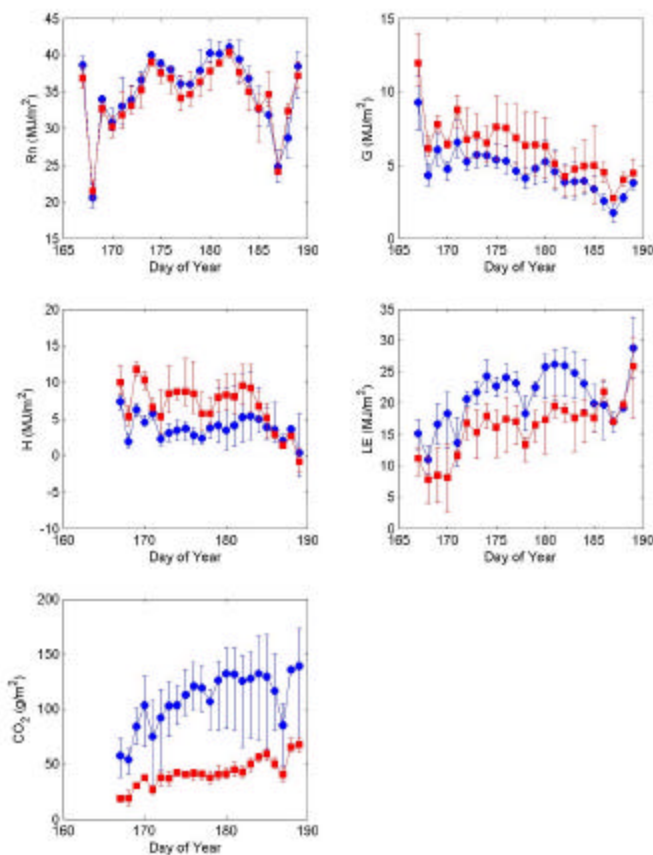 45
40
35
30
25
20
15
Rn (MJ/m²)
165 170 175 180 185 190
Day of Year
15
10
5
0
G (MJ/m²)
165 170 175 180 185 190
Day of Year
20
15
10
5
0
-5
-10
H (MJ/m²)
160 170 180 190
Day of Year
35
30
25
20
15
10
5
0
LE (MJ/m²)
165 170 175 180 185 190
Day of Year
200
150
100
50
0
CO₂ (g/m²)
160 170 180 190
Day of Year